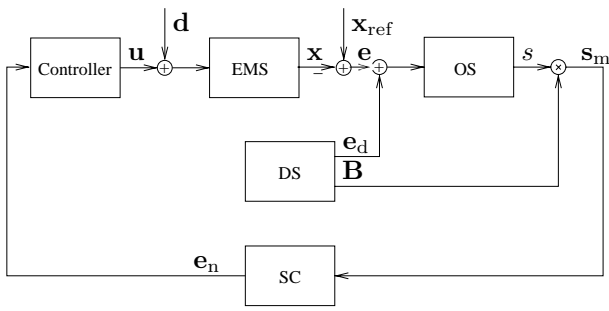 d
x_ref
Controller
u
+
EMS
x
−
+
e
+
OS
s
×
s_m
e_d
DS
B
e_n
SC